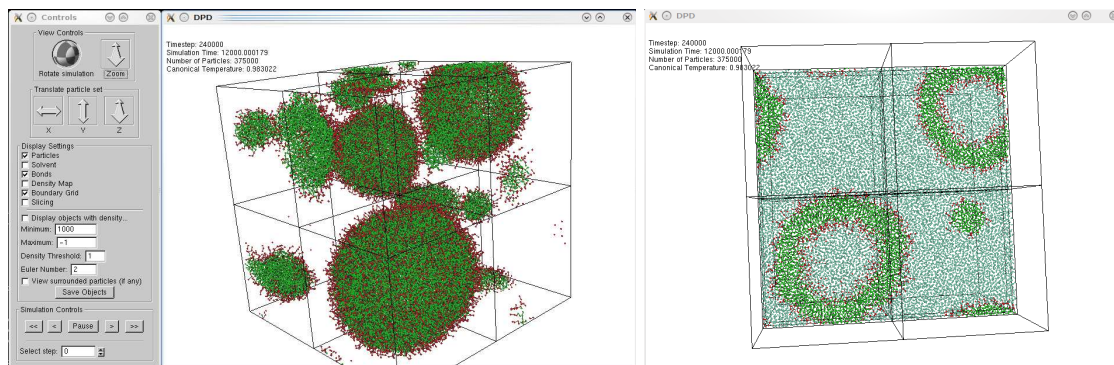 Controls
View Controls
Rotate simulation
Zoom
Translate particle set
X
Y
Z
Display Settings
Particles
Solvent
Bonds
Density Map
Boundary Grid
Slicing
Display objects with density...
Minimum: 1000
Maximum: -1
Density Threshold: 1
Euler Number: 2
View surrounded particles (if any)
Save Objects
Simulation Controls
<< < Pause > >>
Select step: 0
DPD
Timestep: 240000
Simulation Time: 12000.000179
Number of Particles: 375000
Canonical Temperature: 0.983022
DPD
Timestep: 240000
Simulation Time: 12000.000179
Number of Particles: 375000
Canonical Temperature: 0.983022